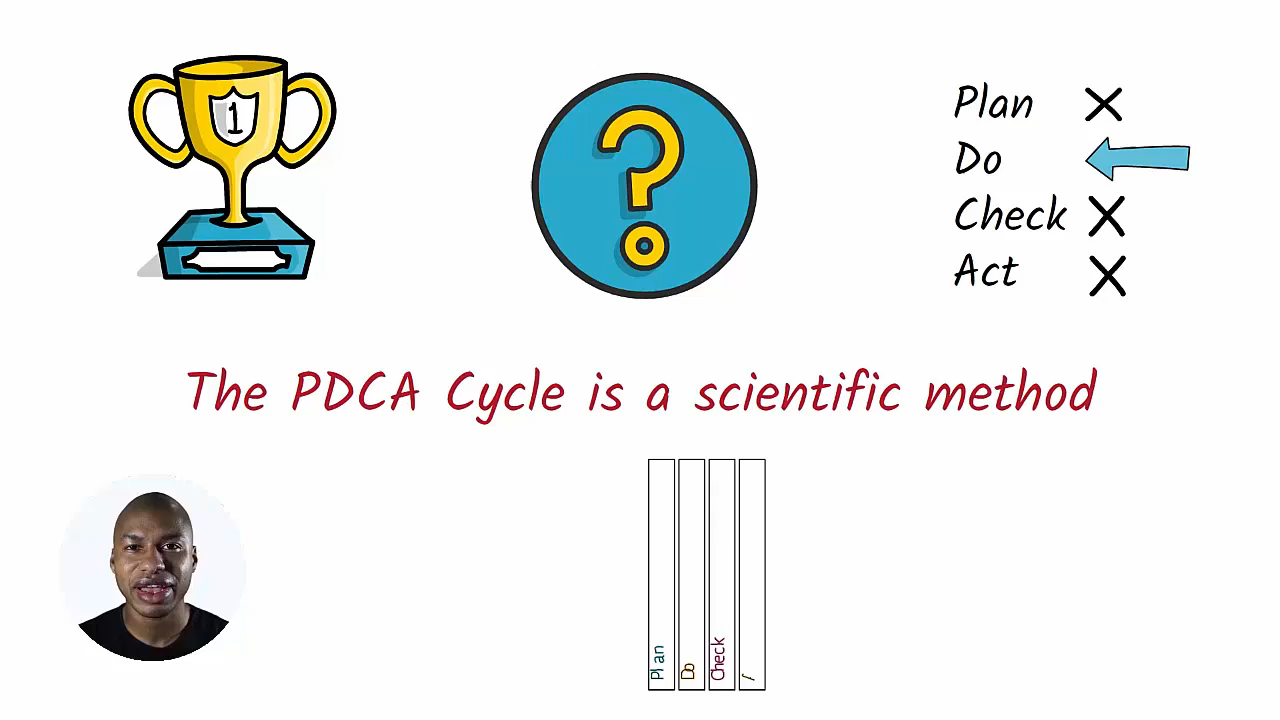 1
Plan
Do
Check
Act
The PDCA Cycle is a scientific method
Plan
Do
Check